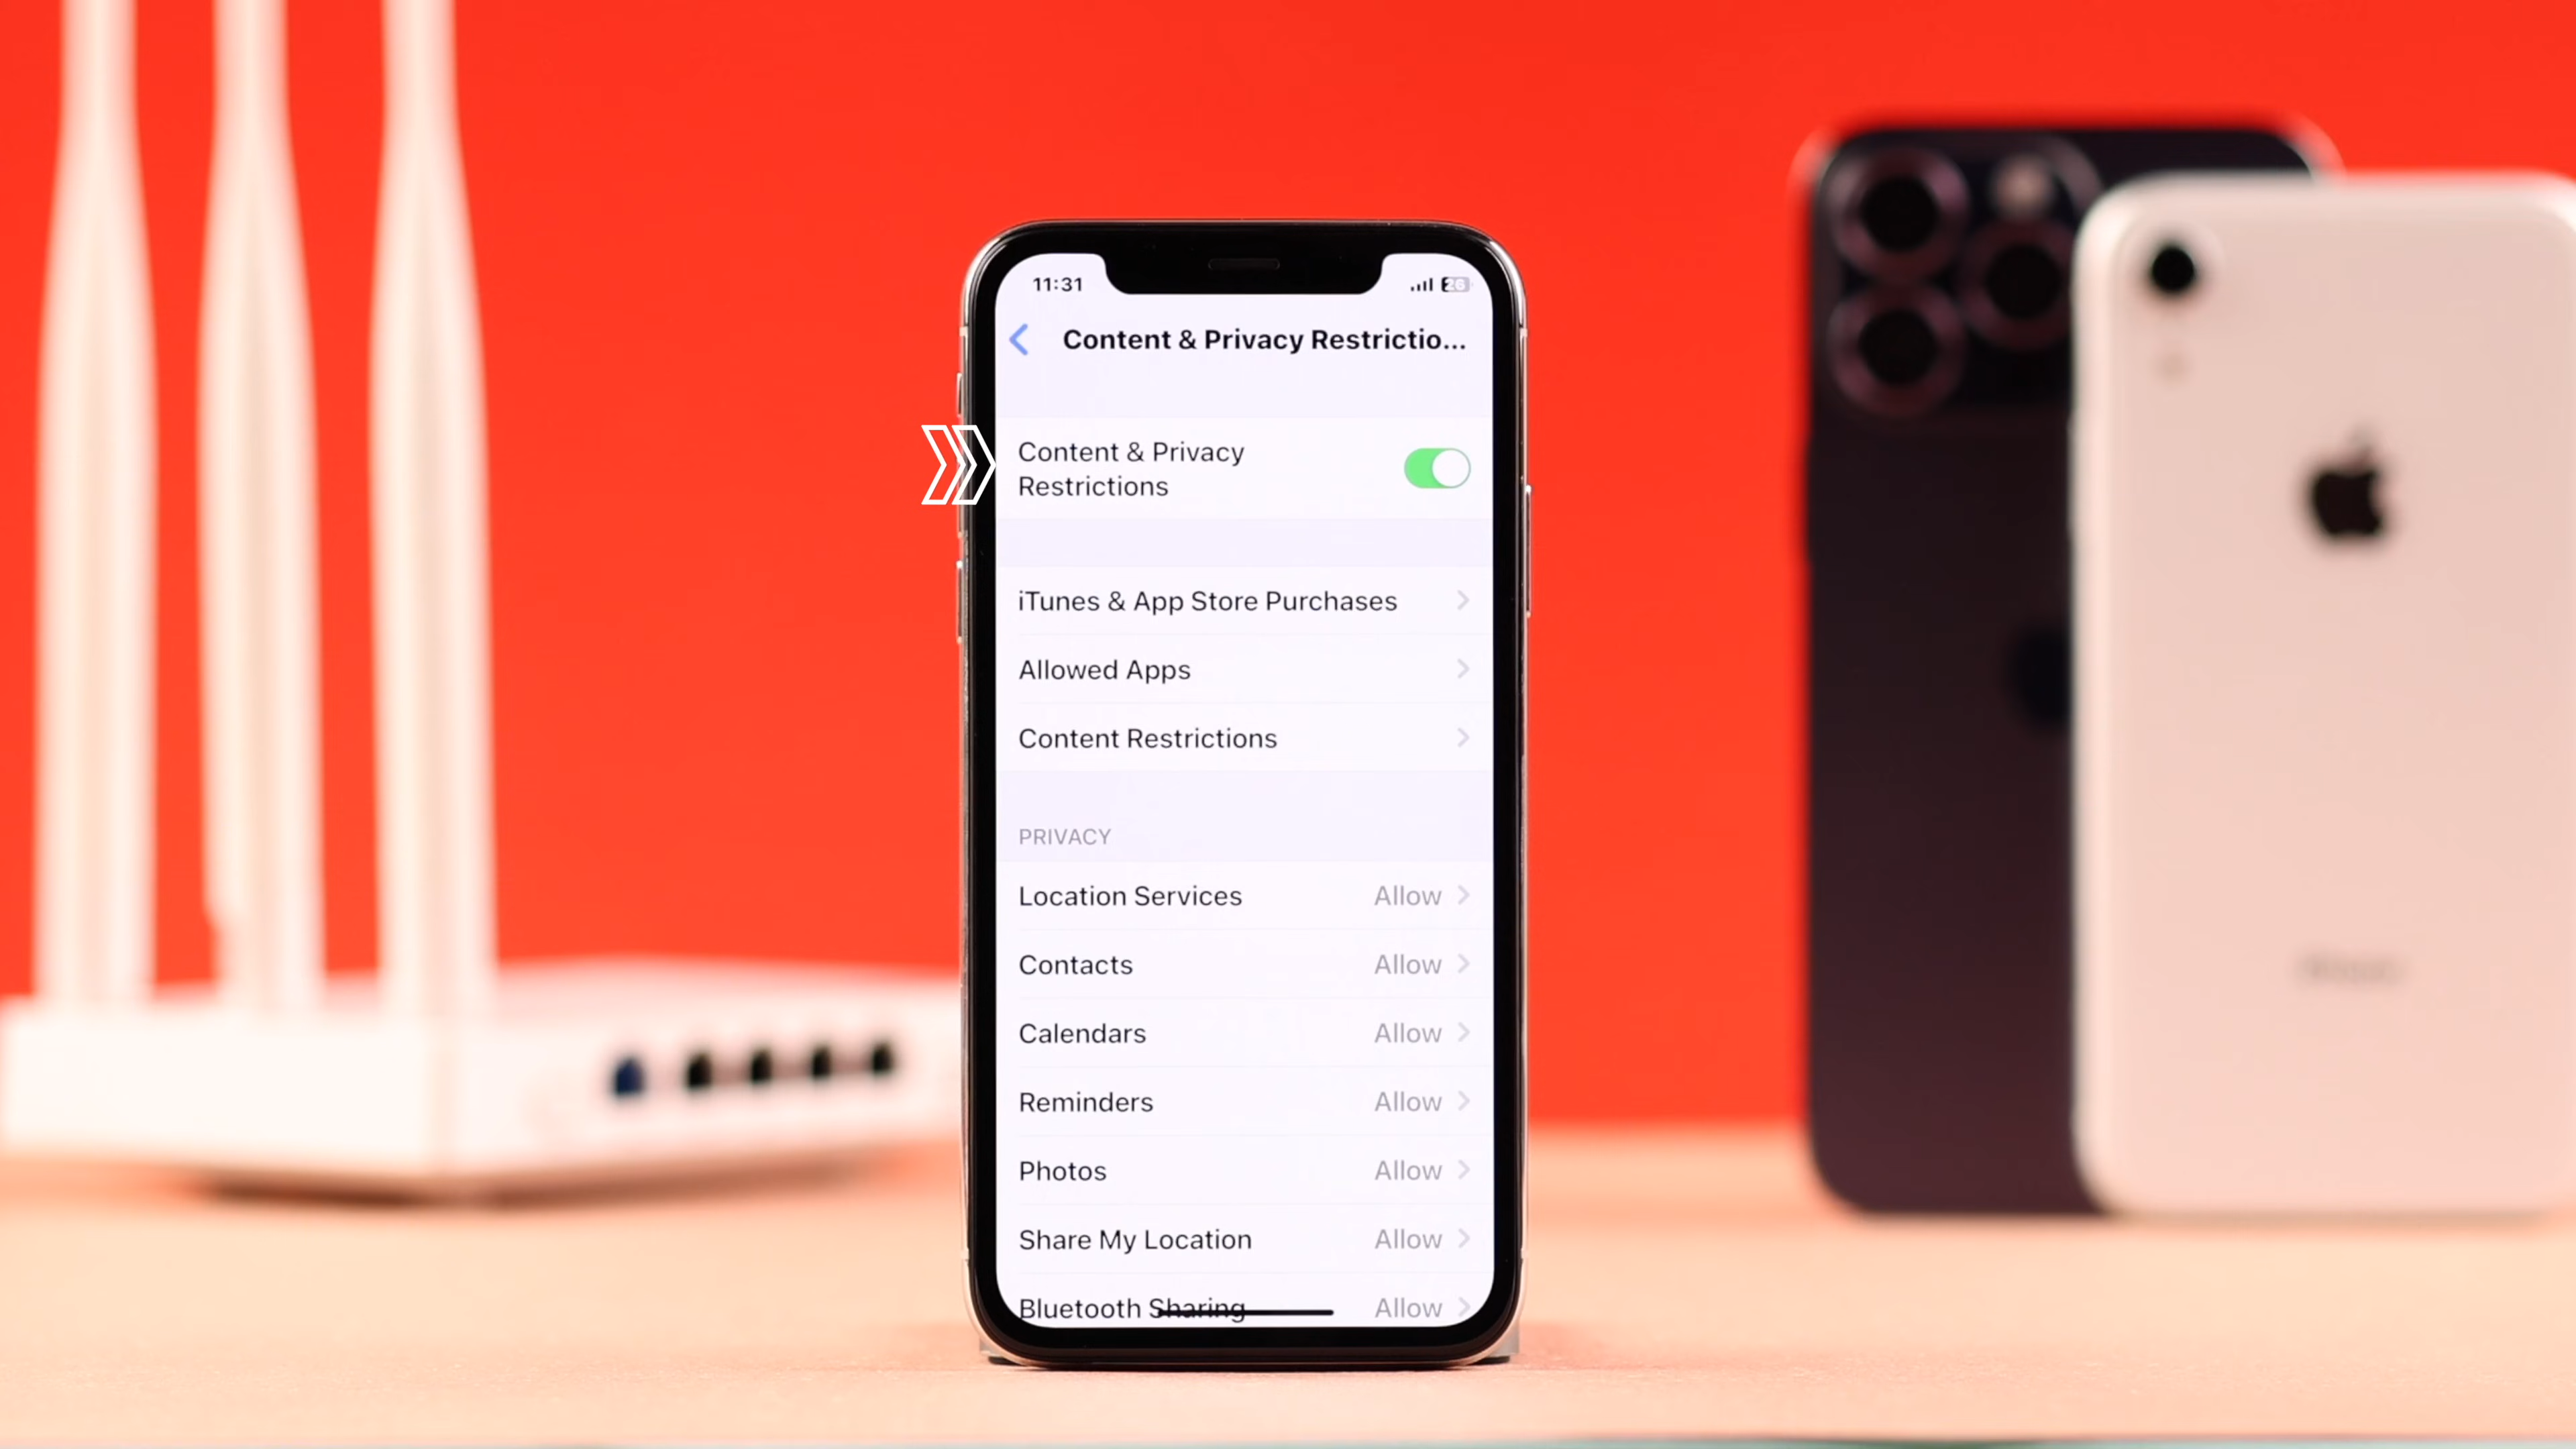 11:31
26
Content & Privacy Restrictio...
Content & Privacy
Restrictions
iTunes & App Store Purchases
Allowed Apps
Content Restrictions
PRIVACY
Location Services Allow
Contacts Allow
Calendars Allow
Reminders Allow
Photos Allow
Share My Location Allow
Bluetooth Sharing Allow